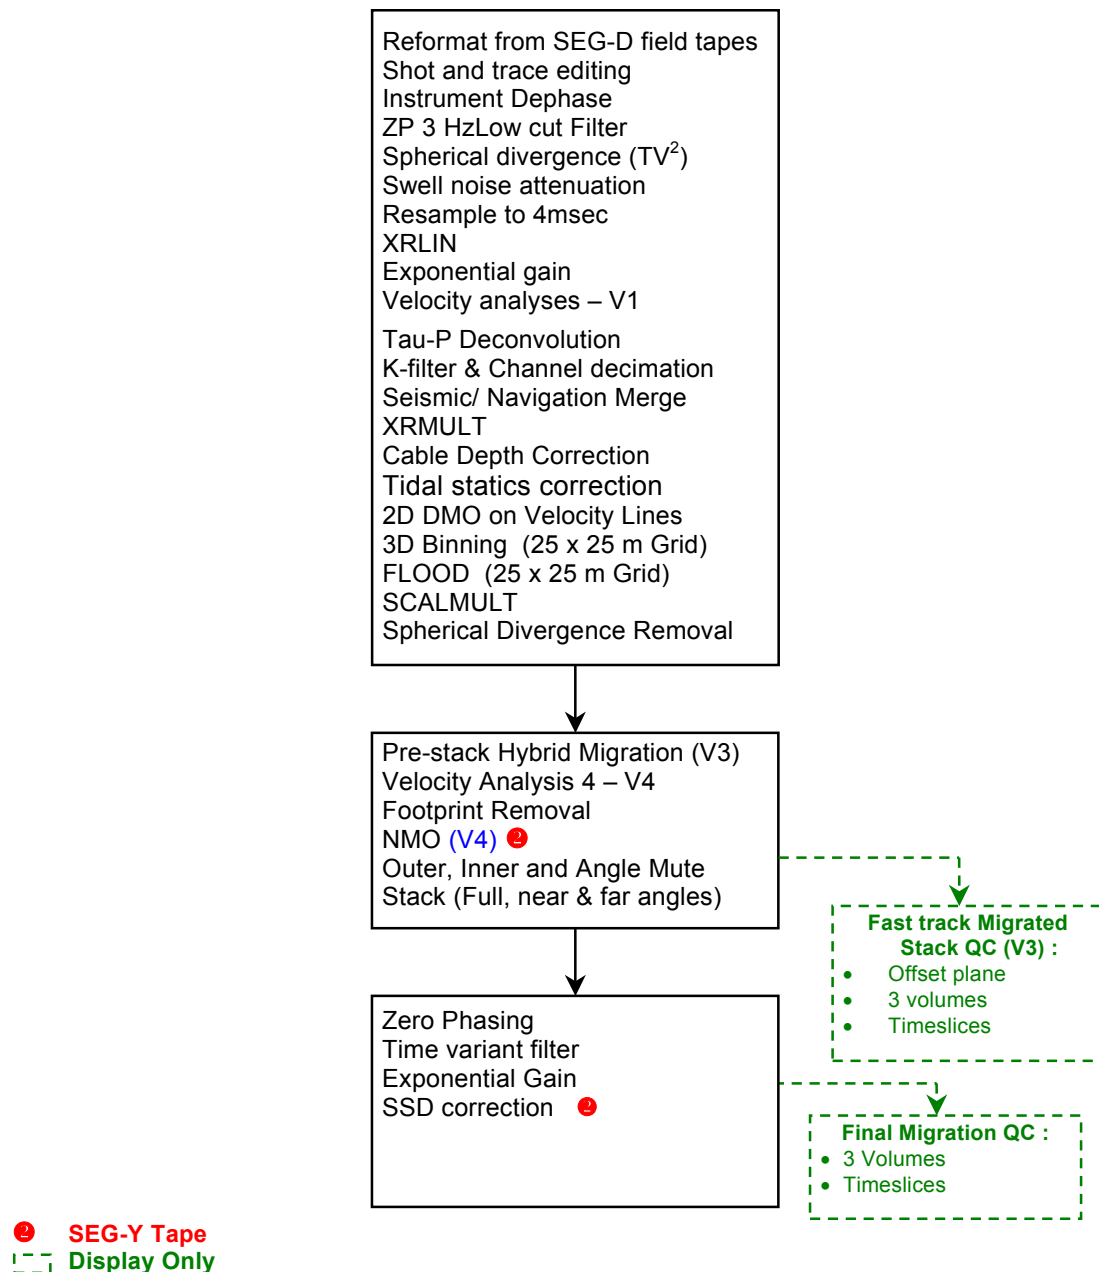 Reformat from SEG-D field tapes
Shot and trace editing
Instrument Dephase
ZP 3 HzLow cut Filter
Spherical divergence (TV²)
Swell noise attenuation
Resample to 4msec
XRLIN
Exponential gain
Velocity analyses – V1
Tau-P Deconvolution
K-filter & Channel decimation
Seismic/ Navigation Merge
XRMULT
Cable Depth Correction
Tidal statics correction
2D DMO on Velocity Lines
3D Binning (25 x 25 m Grid)
FLOOD (25 x 25 m Grid)
SCALMULT
Spherical Divergence Removal
Pre-stack Hybrid Migration (V3)
Velocity Analysis 4 – V4
Footprint Removal
NMO (V4) ❷
Outer, Inner and Angle Mute
Stack (Full, near & far angles)
Fast track Migrated
Stack QC (V3) :
• Offset plane
• 3 volumes
• Timeslices
Zero Phasing
Time variant filter
Exponential Gain
SSD correction ❷
Final Migration QC :
• 3 Volumes
• Timeslices
❷ SEG-Y Tape
Display Only